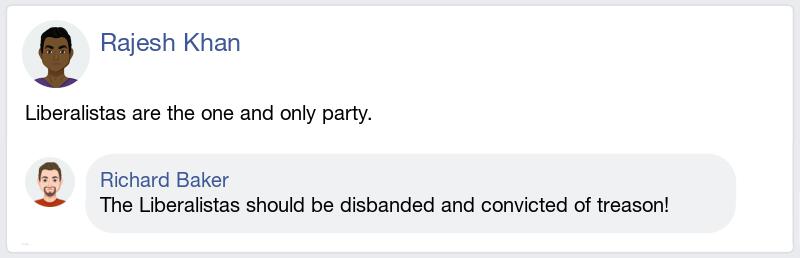 Rajesh Khan
Liberalistas are the one and only party.
Richard Baker
The Liberalistas should be disbanded and convicted of treason!